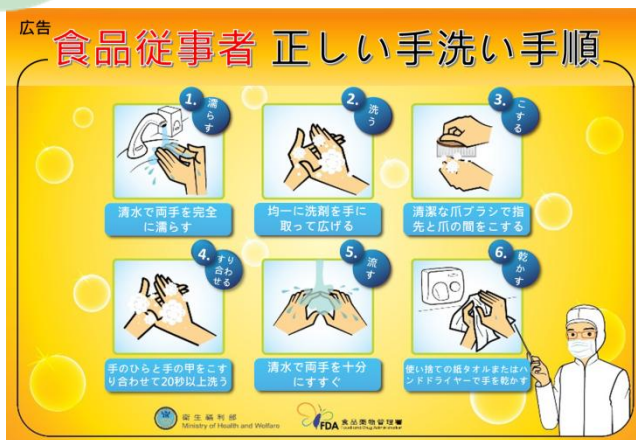 広告
食品従事者 正しい手洗い手順
1.
濡らす
清水で両手を完全
に濡らす
2.
洗う
均一に洗剤を手に
取って広げる
3.
こする
清潔な爪ブラシで指
先と爪の間をこする
4.
すり
合わ
せる
手のひらと手の甲をこす
り合わせて20秒以上洗う
5.
流す
清水で両手を十分
にすすぐ
6.
乾かす
使い捨ての紙タオルまたはハ
ンドドライヤーで手を乾かす
衛生福利部
Ministry of Health and Welfare
FDA
食品藥物管理署